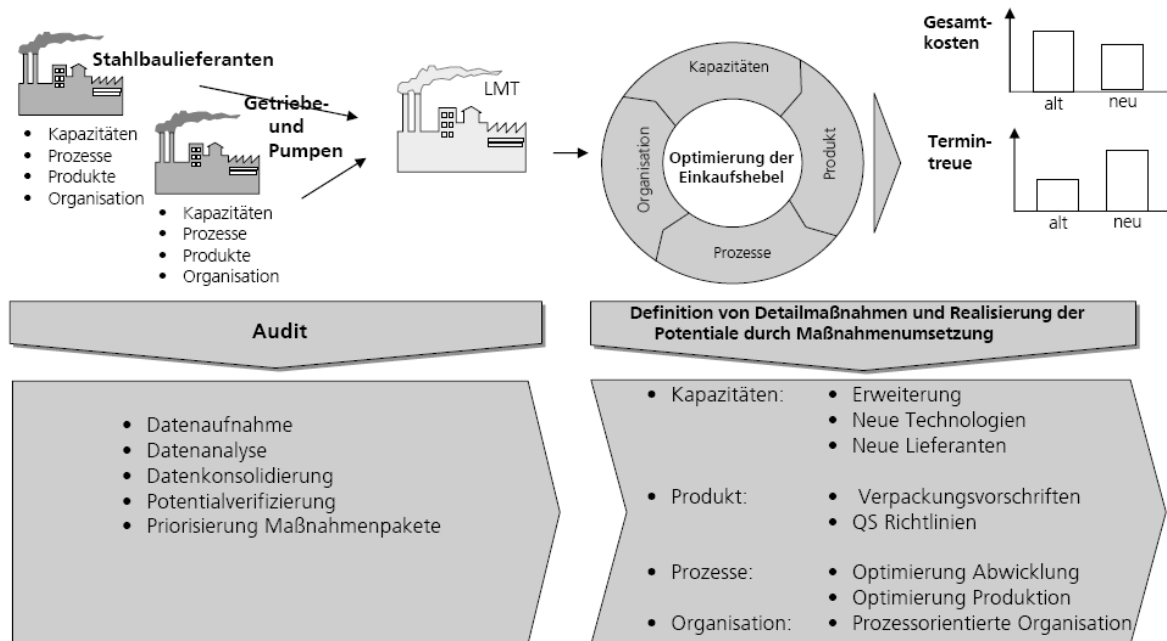 Stahlbaulieferanten
• Kapazitäten
• Prozesse
• Produkte
• Organisation
Getriebe-
und
Pumpen
• Kapazitäten
• Prozesse
• Produkte
• Organisation
LMT
Kapazitäten
Produkt
Prozesse
Organisation
Optimierung der
Einkaufshebel
Gesamt-
kosten
alt neu
Termin-
treue
alt neu
Audit
• Datenaufnahme
• Datenanalyse
• Datenkonsolidierung
• Potentialverifizierung
• Priorisierung Maßnahmenpakete
Definition von Detailmaßnahmen und Realisierung der
Potentiale durch Maßnahmenumsetzung
• Kapazitäten: • Erweiterung
• Neue Technologien
• Neue Lieferanten
• Produkt: • Verpackungsvorschriften
• QS Richtlinien
• Prozesse: • Optimierung Abwicklung
• Optimierung Produktion
• Organisation: • Prozessorientierte Organisation